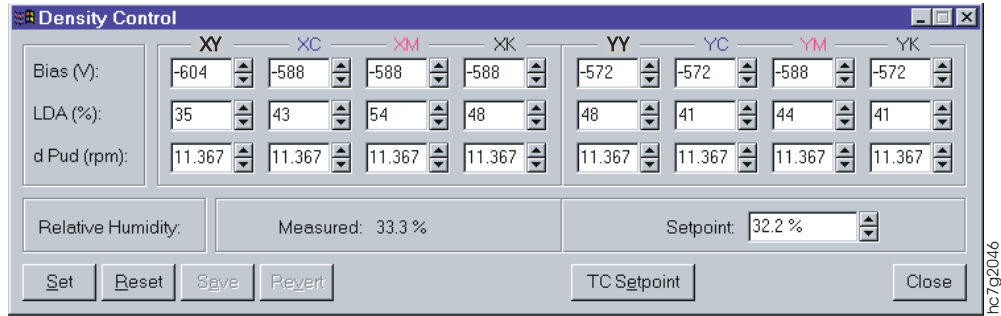 Density Control
XY XC XM XK YY YC YM YK
Bias (V): -604 -588 -588 -588 -572 -572 -588 -572
LDA (%): 35 43 54 48 48 41 44 41
d Pud (rpm): 11.367 11.367 11.367 11.367 11.367 11.367 11.367 11.367
Relative Humidity: Measured: 33.3 % Setpoint: 32.2 %
Set Reset Save Revert TC Setpoint Close
hc7g2046